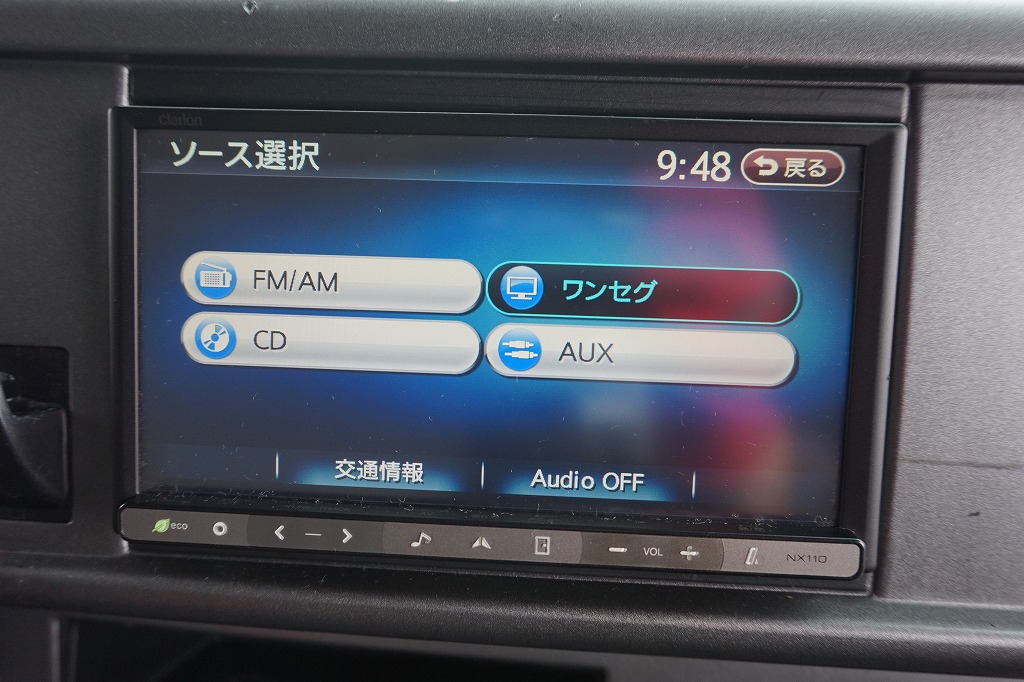 clarion
ソース選択
9:48 戻る
FM/AM
ワンセグ
CD
AUX
交通情報
Audio OFF
eco
VOL
NX110